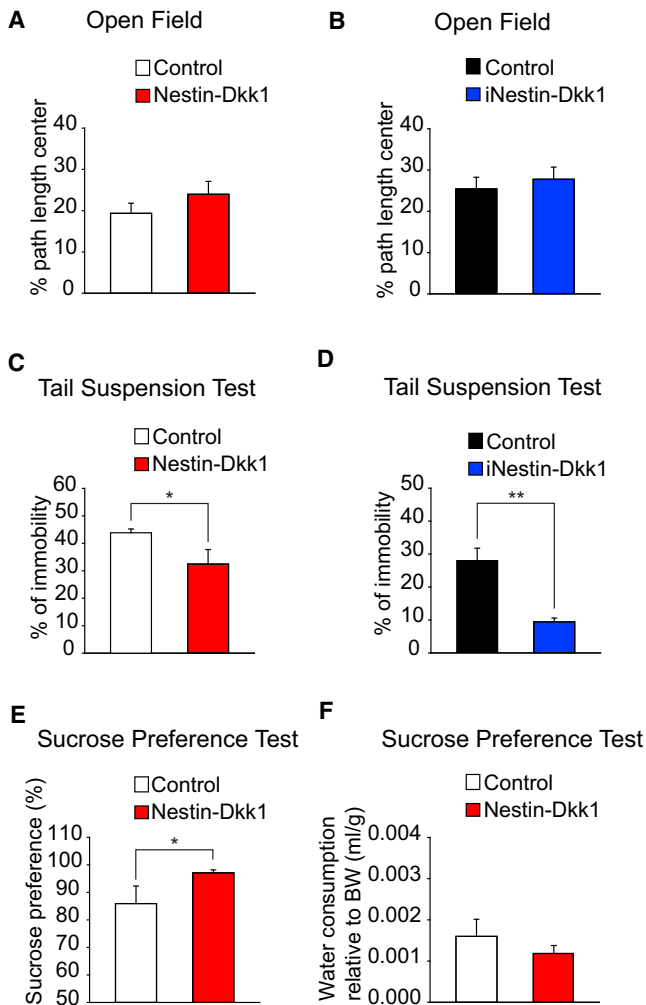 A
Open Field
Control
Nestin-Dkk1
% path length center
40
30
20
10
0
B
Open Field
Control
iNestin-Dkk1
% path length center
40
30
20
10
0
C
Tail Suspension Test
Control
Nestin-Dkk1
% of immobility
60
50
40
30
20
10
0
*
D
Tail Suspension Test
Control
iNestin-Dkk1
% of immobility
50
40
30
20
10
0
**
E
Sucrose Preference Test
Control
Nestin-Dkk1
Sucrose preference (%)
110
100
90
80
70
60
50
*
F
Sucrose Preference Test
Control
Nestin-Dkk1
Water consumption
relative to BW (ml/g)
0.004
0.003
0.002
0.001
0.000